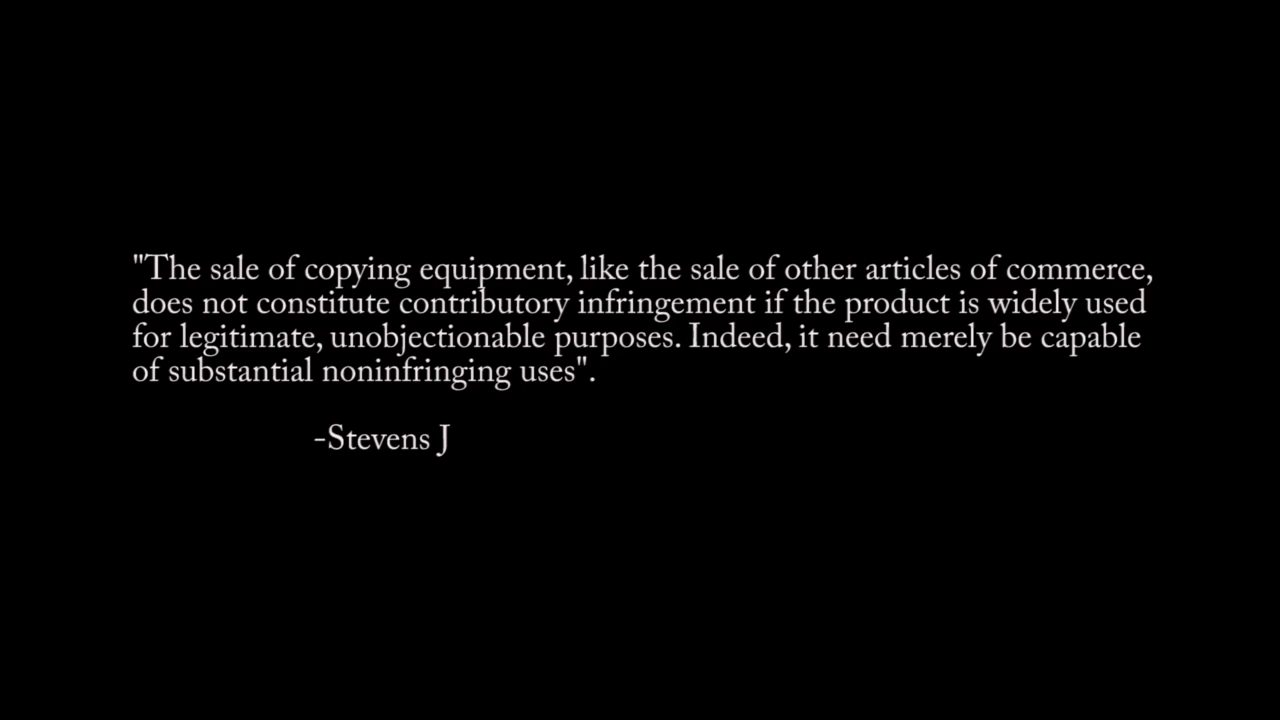 "The sale of copying equipment, like the sale of other articles of commerce,
does not constitute contributory infringement if the product is widely used
for legitimate, unobjectionable purposes. Indeed, it need merely be capable
of substantial noninfringing uses".
-Stevens J